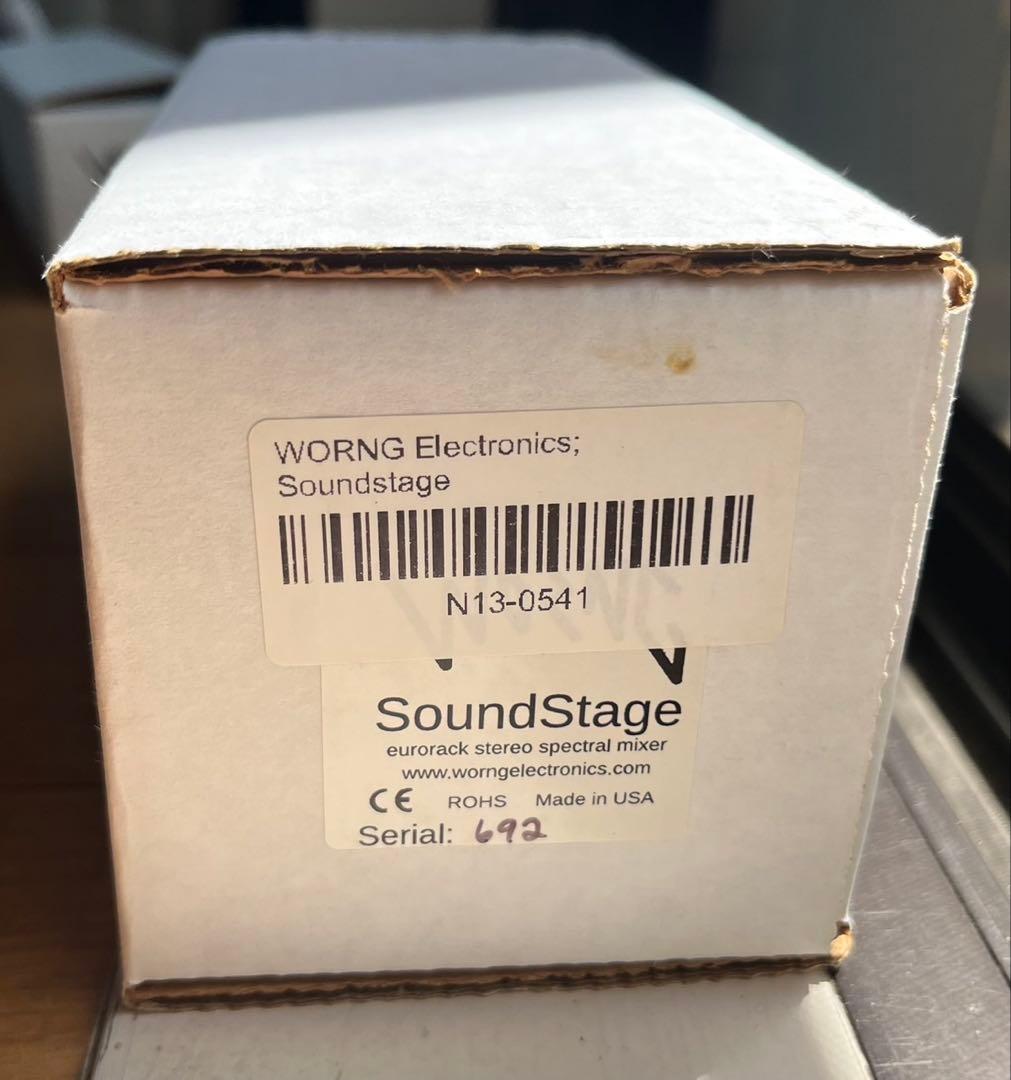 WORNG Electronics;
Soundstage
N13-0541
SoundStage
eurorack stereo spectral mixer
www.worngelectronics.com
CE ROHS Made in USA
Serial: 692